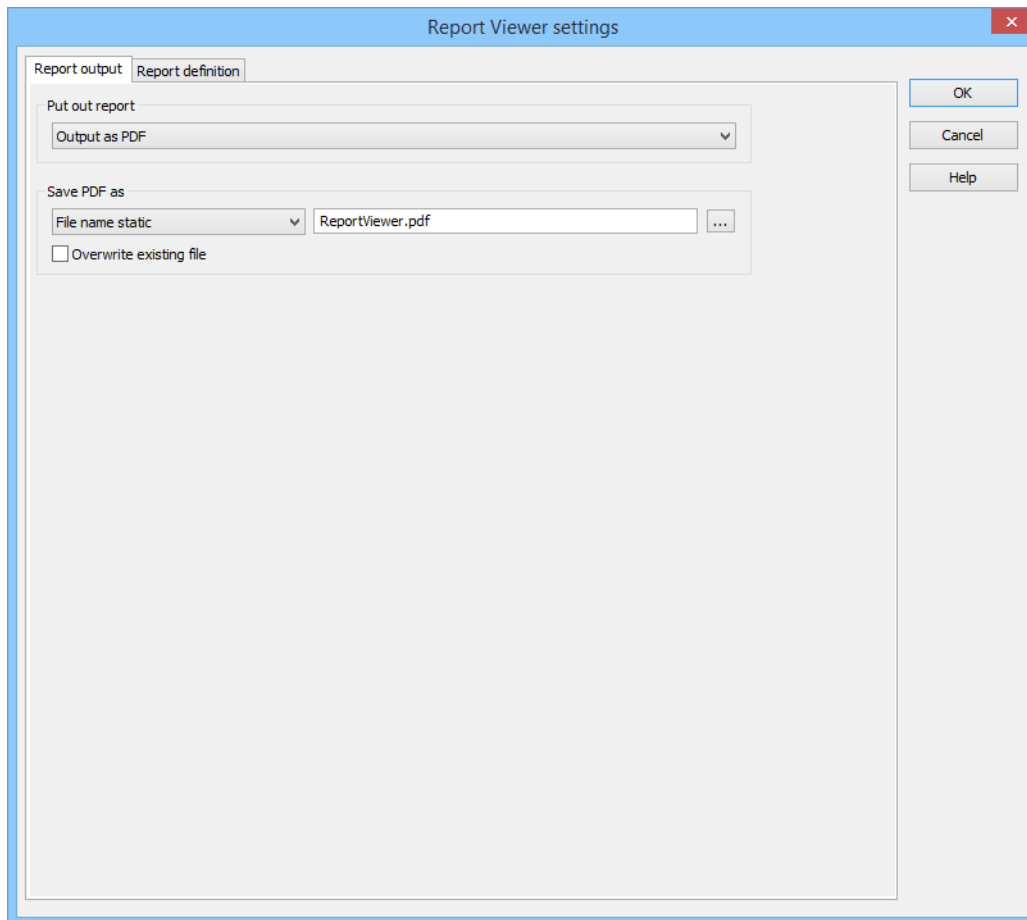 Report Viewer settings
Report output Report definition
OK
Put out report
Output as PDF
Cancel
Help
Save PDF as
File name static ReportViewer.pdf ...
Overwrite existing file